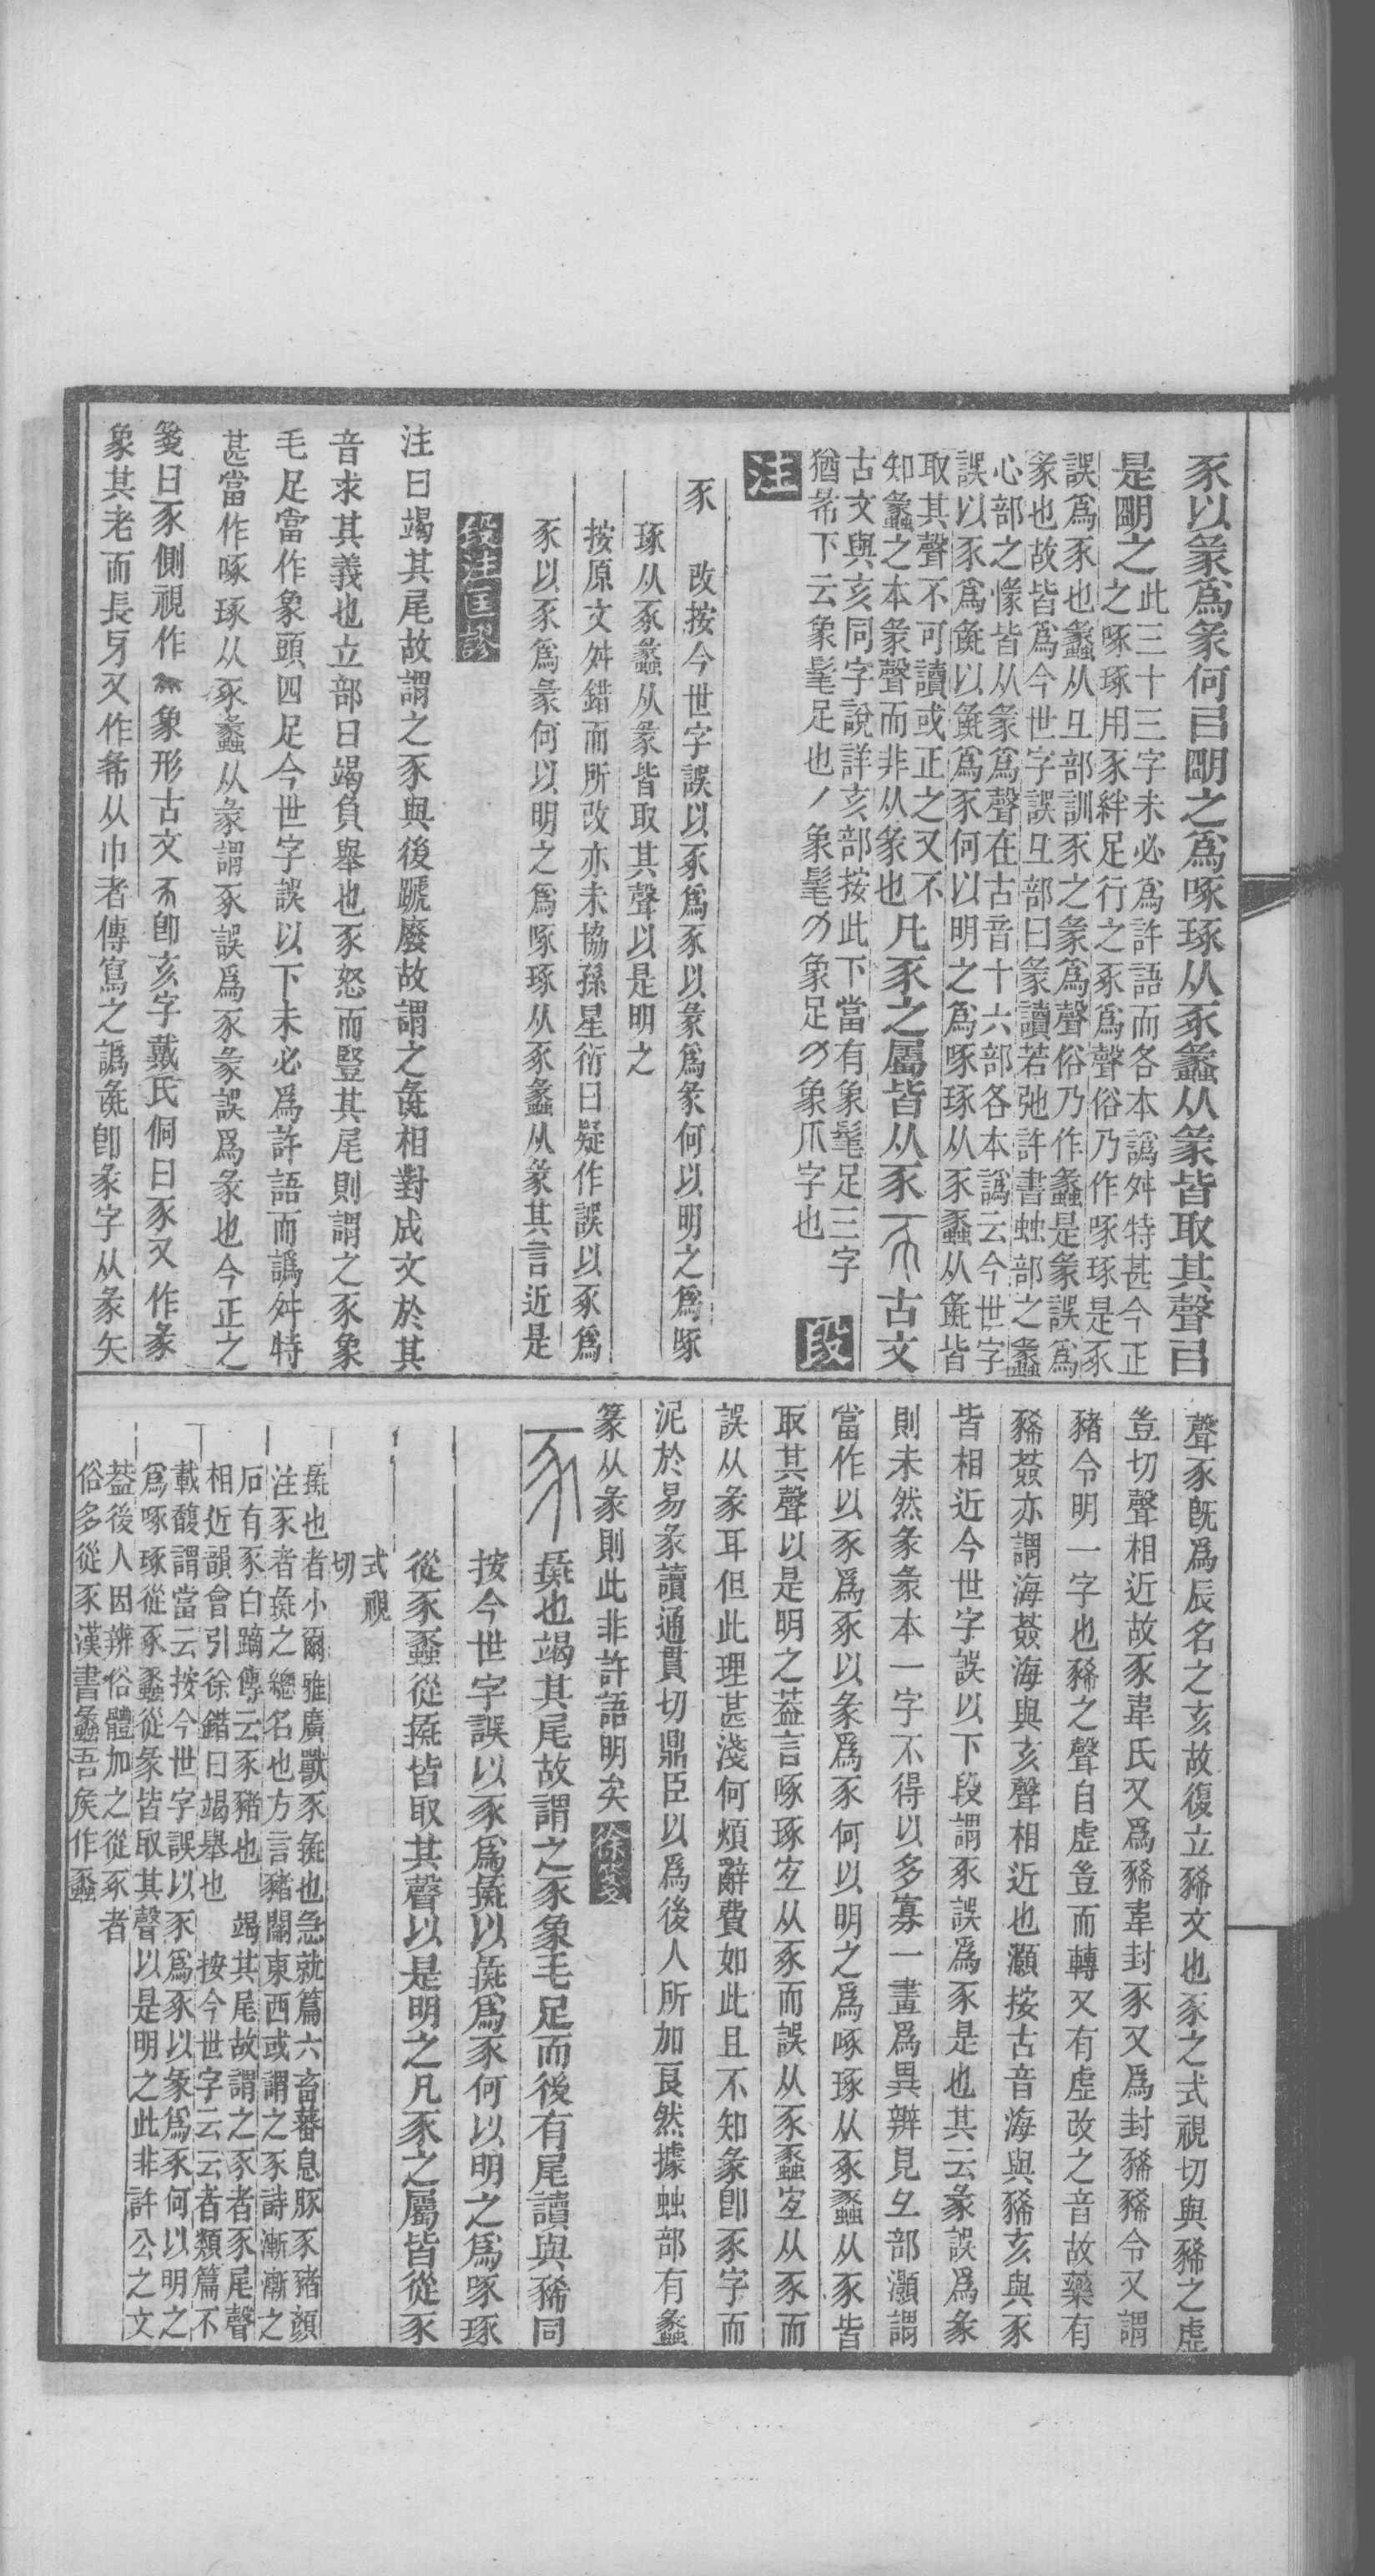 豕以彖爲彖何㠯朙之爲啄琢从豕蠡从彖皆取其聲㠯
是朙之此三十三字未必爲許語而各本譌舛特甚今正
之啄琢用豖絆足行之豖爲聲俗乃作啄琢是豖
誤爲豕也蠡从彑部訓豕之彖爲聲俗乃作蠡是彖誤爲
彖也故皆爲今世字誤彑部曰彖讀若弛許書䖵部之蠡
心部之㥟皆从彖爲聲在古音十六部各本譌云今世字
誤以豕爲彘以彘爲豕何以明之爲啄琢从豕蠡从彘皆
取其聲不可讀或正之又不
知蠡之本彖聲而非从彖也凡豕之屬皆从豕 古文
古文與亥同字說詳亥部按此下當有象髦足三字
猶㣇下云象髦足也丿象髦 象足 象爪字也 段
注
豕 改按今世字誤以豕爲豕以彖爲彖何以明之爲啄
琢从豕蠡从彖皆取其聲以是明之
按原文舛錯而所改亦未協孫星衍曰疑作誤以豕爲
豕以豕爲彖何以明之爲啄琢从豕蠡从彖其言近是
段注匡謬
注曰竭其尾故謂之豕與後蹏廢故謂之彘相對成文於其
音求其義也立部曰竭負舉也豕怒而豎其尾則謂之豕象
毛足當作象頭四足今世字誤以下未必爲許語而譌舛特
甚當作啄琢从豕蠡从彖謂豕誤爲豕彖誤爲彖也今正之
箋曰豕側視作 象形古文 卽亥字戴氏侗曰豕又作彖
象其老而長牙又作㣇从巾者傳寫之譌彘卽彖字从彖矢
聲豕旣爲辰名之亥故復立豨文也豕之式視切與豨之虛
豈切聲相近故豕韋氏又爲豨韋封豕又爲封豨豨令又謂
豬令明一字也豨之聲自虛豈而轉又有虛改之音故藥有
豨薟亦謂海薟海與亥聲相近也灝按古音海與豨亥與豕
皆相近今世字誤以下段謂豕誤爲豕是也其云彖誤爲彖
則未然彖彖本一字不得以多寡一畫爲異辨見彑部灝謂
當作以豕爲豕以彖爲豕何以明之爲啄琢从豕蠡从豕皆
取其聲以是明之葢言啄琢㝎从豖而誤从豕蠡㝎从豕而
誤从彖耳但此理甚淺何煩辭費如此且不知彖卽豕字而
泥於易彖讀通貫切鼎臣以爲後人所加良然據䖵部有蠡
篆从彖則此非許語明矣徐箋
彘也竭其尾故謂之豕象毛足而後有尾讀與豨同
按今世字誤以豕爲彘以彘爲豕何以明之爲啄琢
從豕蠡從彘皆取其聲以是明之凡豕之屬皆從豕
式視
切
彘也者小爾雅廣獸豕彘也急就篇六畜蕃息豚豕豬顔
注豕者彘之總名也方言豬關東西或謂之豕詩漸漸之
石有豕白蹢傳云豕豬也 竭其尾故謂之豕者豕尾聲
相近韻會引徐鍇曰竭舉也 按今世字云云者類篇不
載馥謂當云按今世字誤以豕爲豕以彖爲豕何以明之
爲啄琢從豕蠡從彖皆取其聲以是明之此非許公之文
葢後人因辨俗體加之從豕者
俗多從豕漢書蠡吾矦作蠡